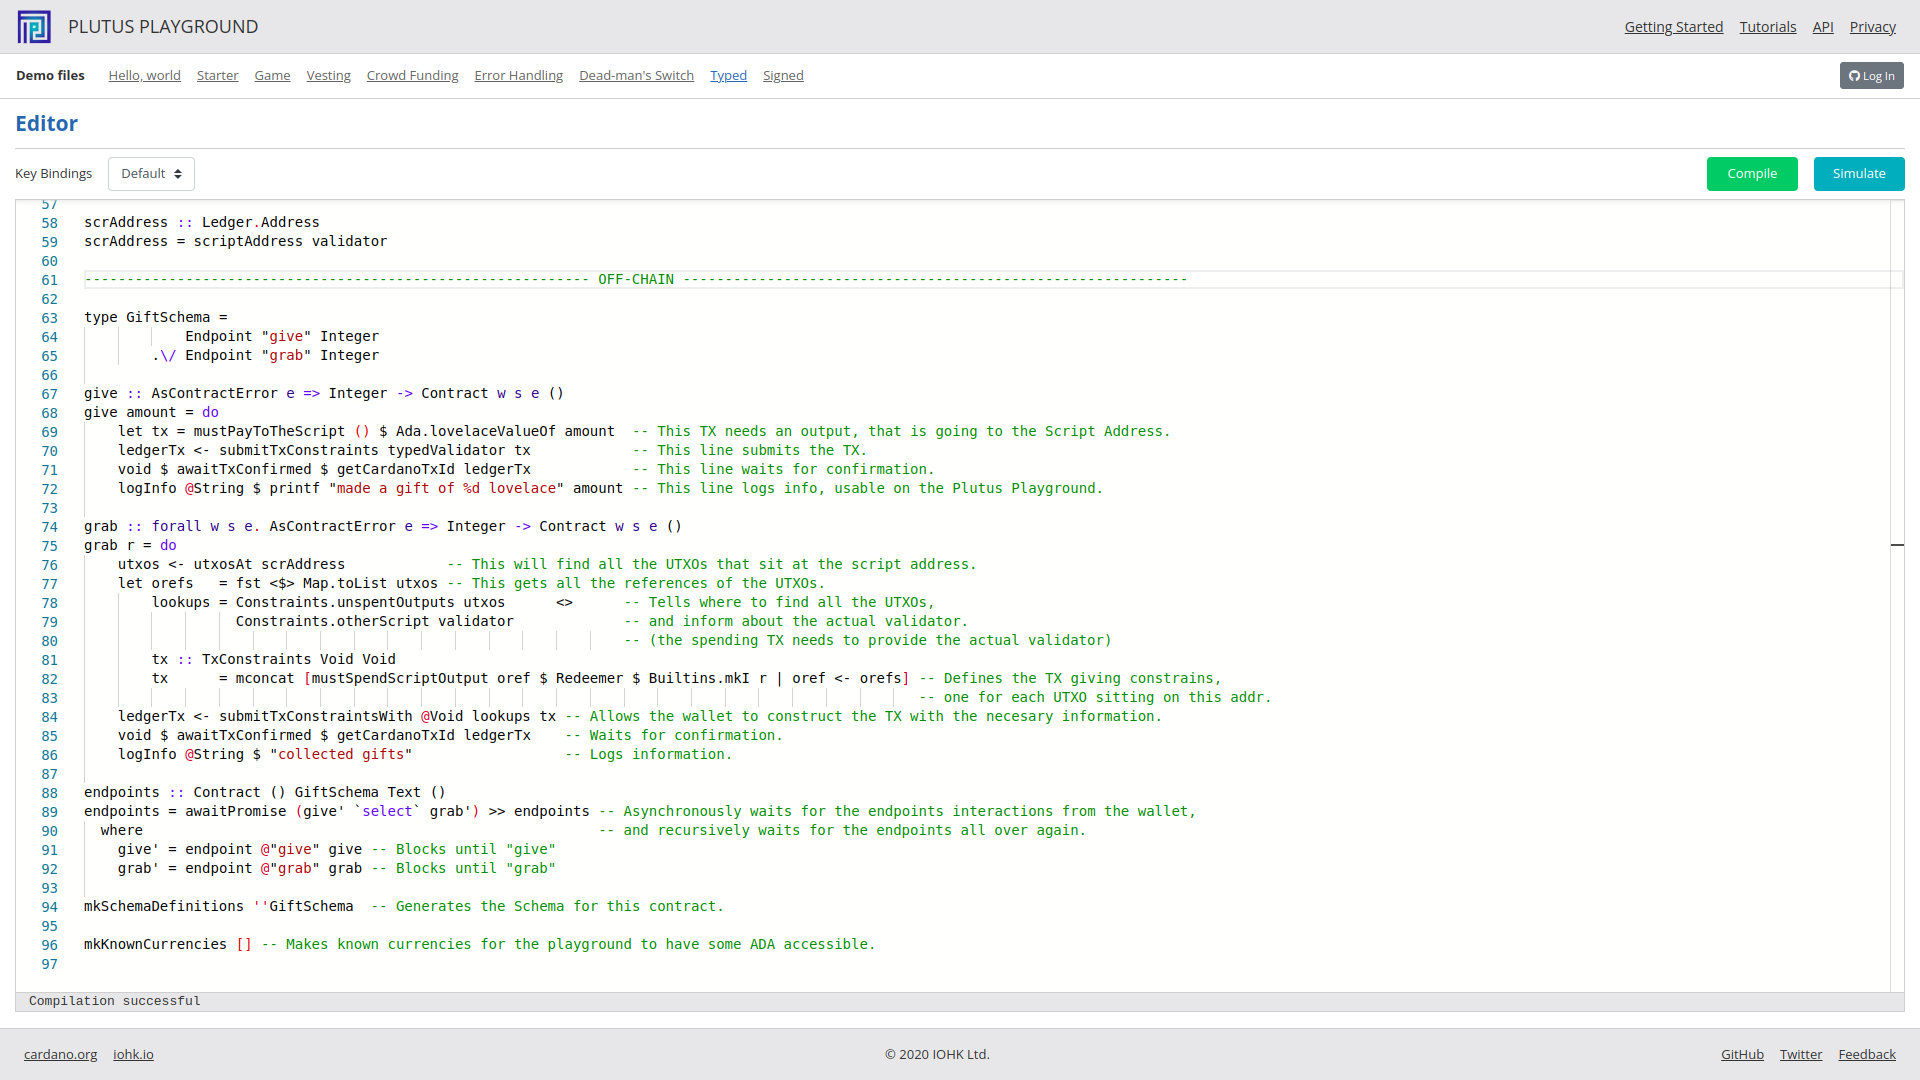 PLUTUS PLAYGROUND
Getting Started Tutorials API Privacy
Demo files Hello, world Starter Game Vesting Crowd Funding Error Handling Dead-man's Switch Typed Signed
Log In
Editor
Key Bindings Default
Compile Simulate
57
58 scrAddress :: Ledger.Address
59 scrAddress = scriptAddress validator
60
61 ------------------------------------------------------------ OFF-CHAIN ------------------------------------------------------------
62
63 type GiftSchema =
64             Endpoint "give" Integer
65         .\/ Endpoint "grab" Integer
66
67 give :: AsContractError e => Integer -> Contract w s e ()
68 give amount = do
69     let tx = mustPayToTheScript () $ Ada.lovelaceValueOf amount  -- This TX needs an output, that is going to the Script Address.
70     ledgerTx <- submitTxConstraints typedValidator tx            -- This line submits the TX.
71     void $ awaitTxConfirmed $ getCardanoTxId ledgerTx            -- This line waits for confirmation.
72     logInfo @String $ printf "made a gift of %d lovelace" amount -- This line logs info, usable on the Plutus Playground.
73
74 grab :: forall w s e. AsContractError e => Integer -> Contract w s e ()
75 grab r = do
76     utxos <- utxosAt scrAddress            -- This will find all the UTXOs that sit at the script address.
77     let orefs   = fst <$> Map.toList utxos -- This gets all the references of the UTXOs.
78         lookups = Constraints.unspentOutputs utxos      <>      -- Tells where to find all the UTXOs,
79                   Constraints.otherScript validator             -- and inform about the actual validator.
80                                                                 -- (the spending TX needs to provide the actual validator)
81         tx :: TxConstraints Void Void
82         tx      = mconcat [mustSpendScriptOutput oref $ Redeemer $ Builtins.mkI r | oref <- orefs] -- Defines the TX giving constrains,
83                                                                                                    -- one for each UTXO sitting on this addr.
84     ledgerTx <- submitTxConstraintsWith @Void lookups tx -- Allows the wallet to construct the TX with the necesary information.
85     void $ awaitTxConfirmed $ getCardanoTxId ledgerTx    -- Waits for confirmation.
86     logInfo @String $ "collected gifts"                  -- Logs information.
87
88 endpoints :: Contract () GiftSchema Text ()
89 endpoints = awaitPromise (give' `select` grab') >> endpoints -- Asynchronously waits for the endpoints interactions from the wallet,
90   where                                                      -- and recursively waits for the endpoints all over again.
91     give' = endpoint @"give" give -- Blocks until "give"
92     grab' = endpoint @"grab" grab -- Blocks until "grab"
93
94 mkSchemaDefinitions ''GiftSchema  -- Generates the Schema for this contract.
95
96 mkKnownCurrencies [] -- Makes known currencies for the playground to have some ADA accessible.
97
Compilation successful
cardano.org iohk.io © 2020 IOHK Ltd. GitHub Twitter Feedback